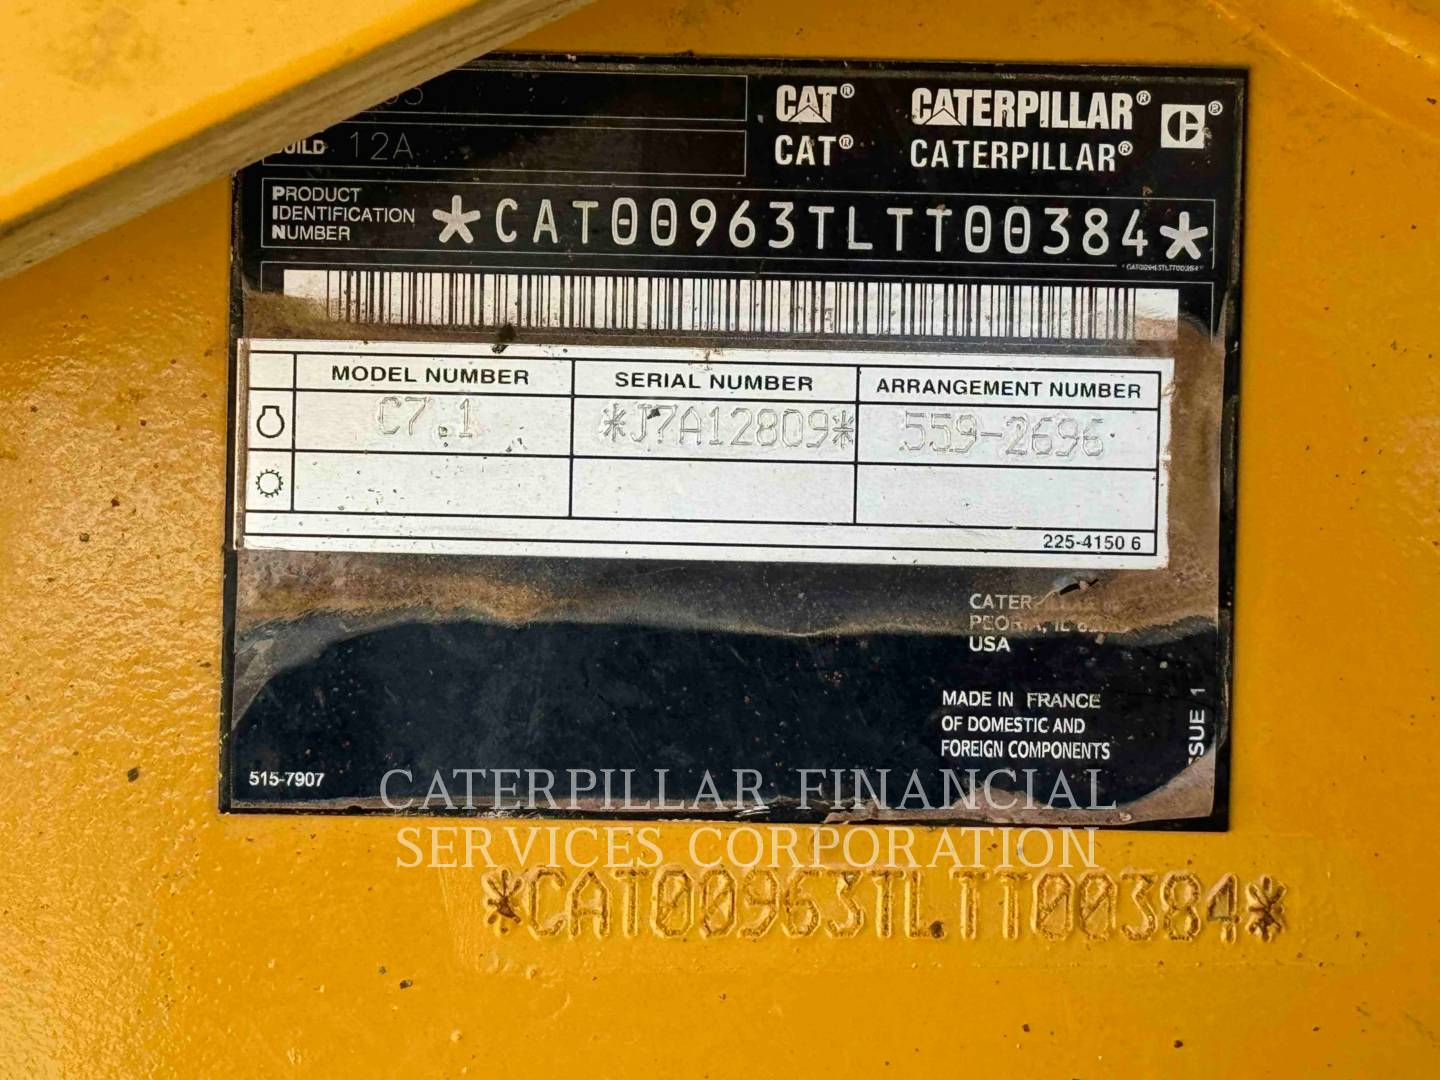 BUILD 12A
CAT® CATERPILLAR® ®
CAT® CATERPILLAR®
PRODUCT
IDENTIFICATION
NUMBER
*CAT00963TLTT00384*
*CAT00963TLTT00384*
MODEL NUMBER SERIAL NUMBER ARRANGEMENT NUMBER
C7.1 *J7A12809* 559-2696
225-4150 6
USA
MADE IN FRANCE
OF DOMESTIC AND
FOREIGN COMPONENTS
515-7907
CATERPILLAR FINANCIAL
SERVICES CORPORATION
*CAT00963TLTT00384*